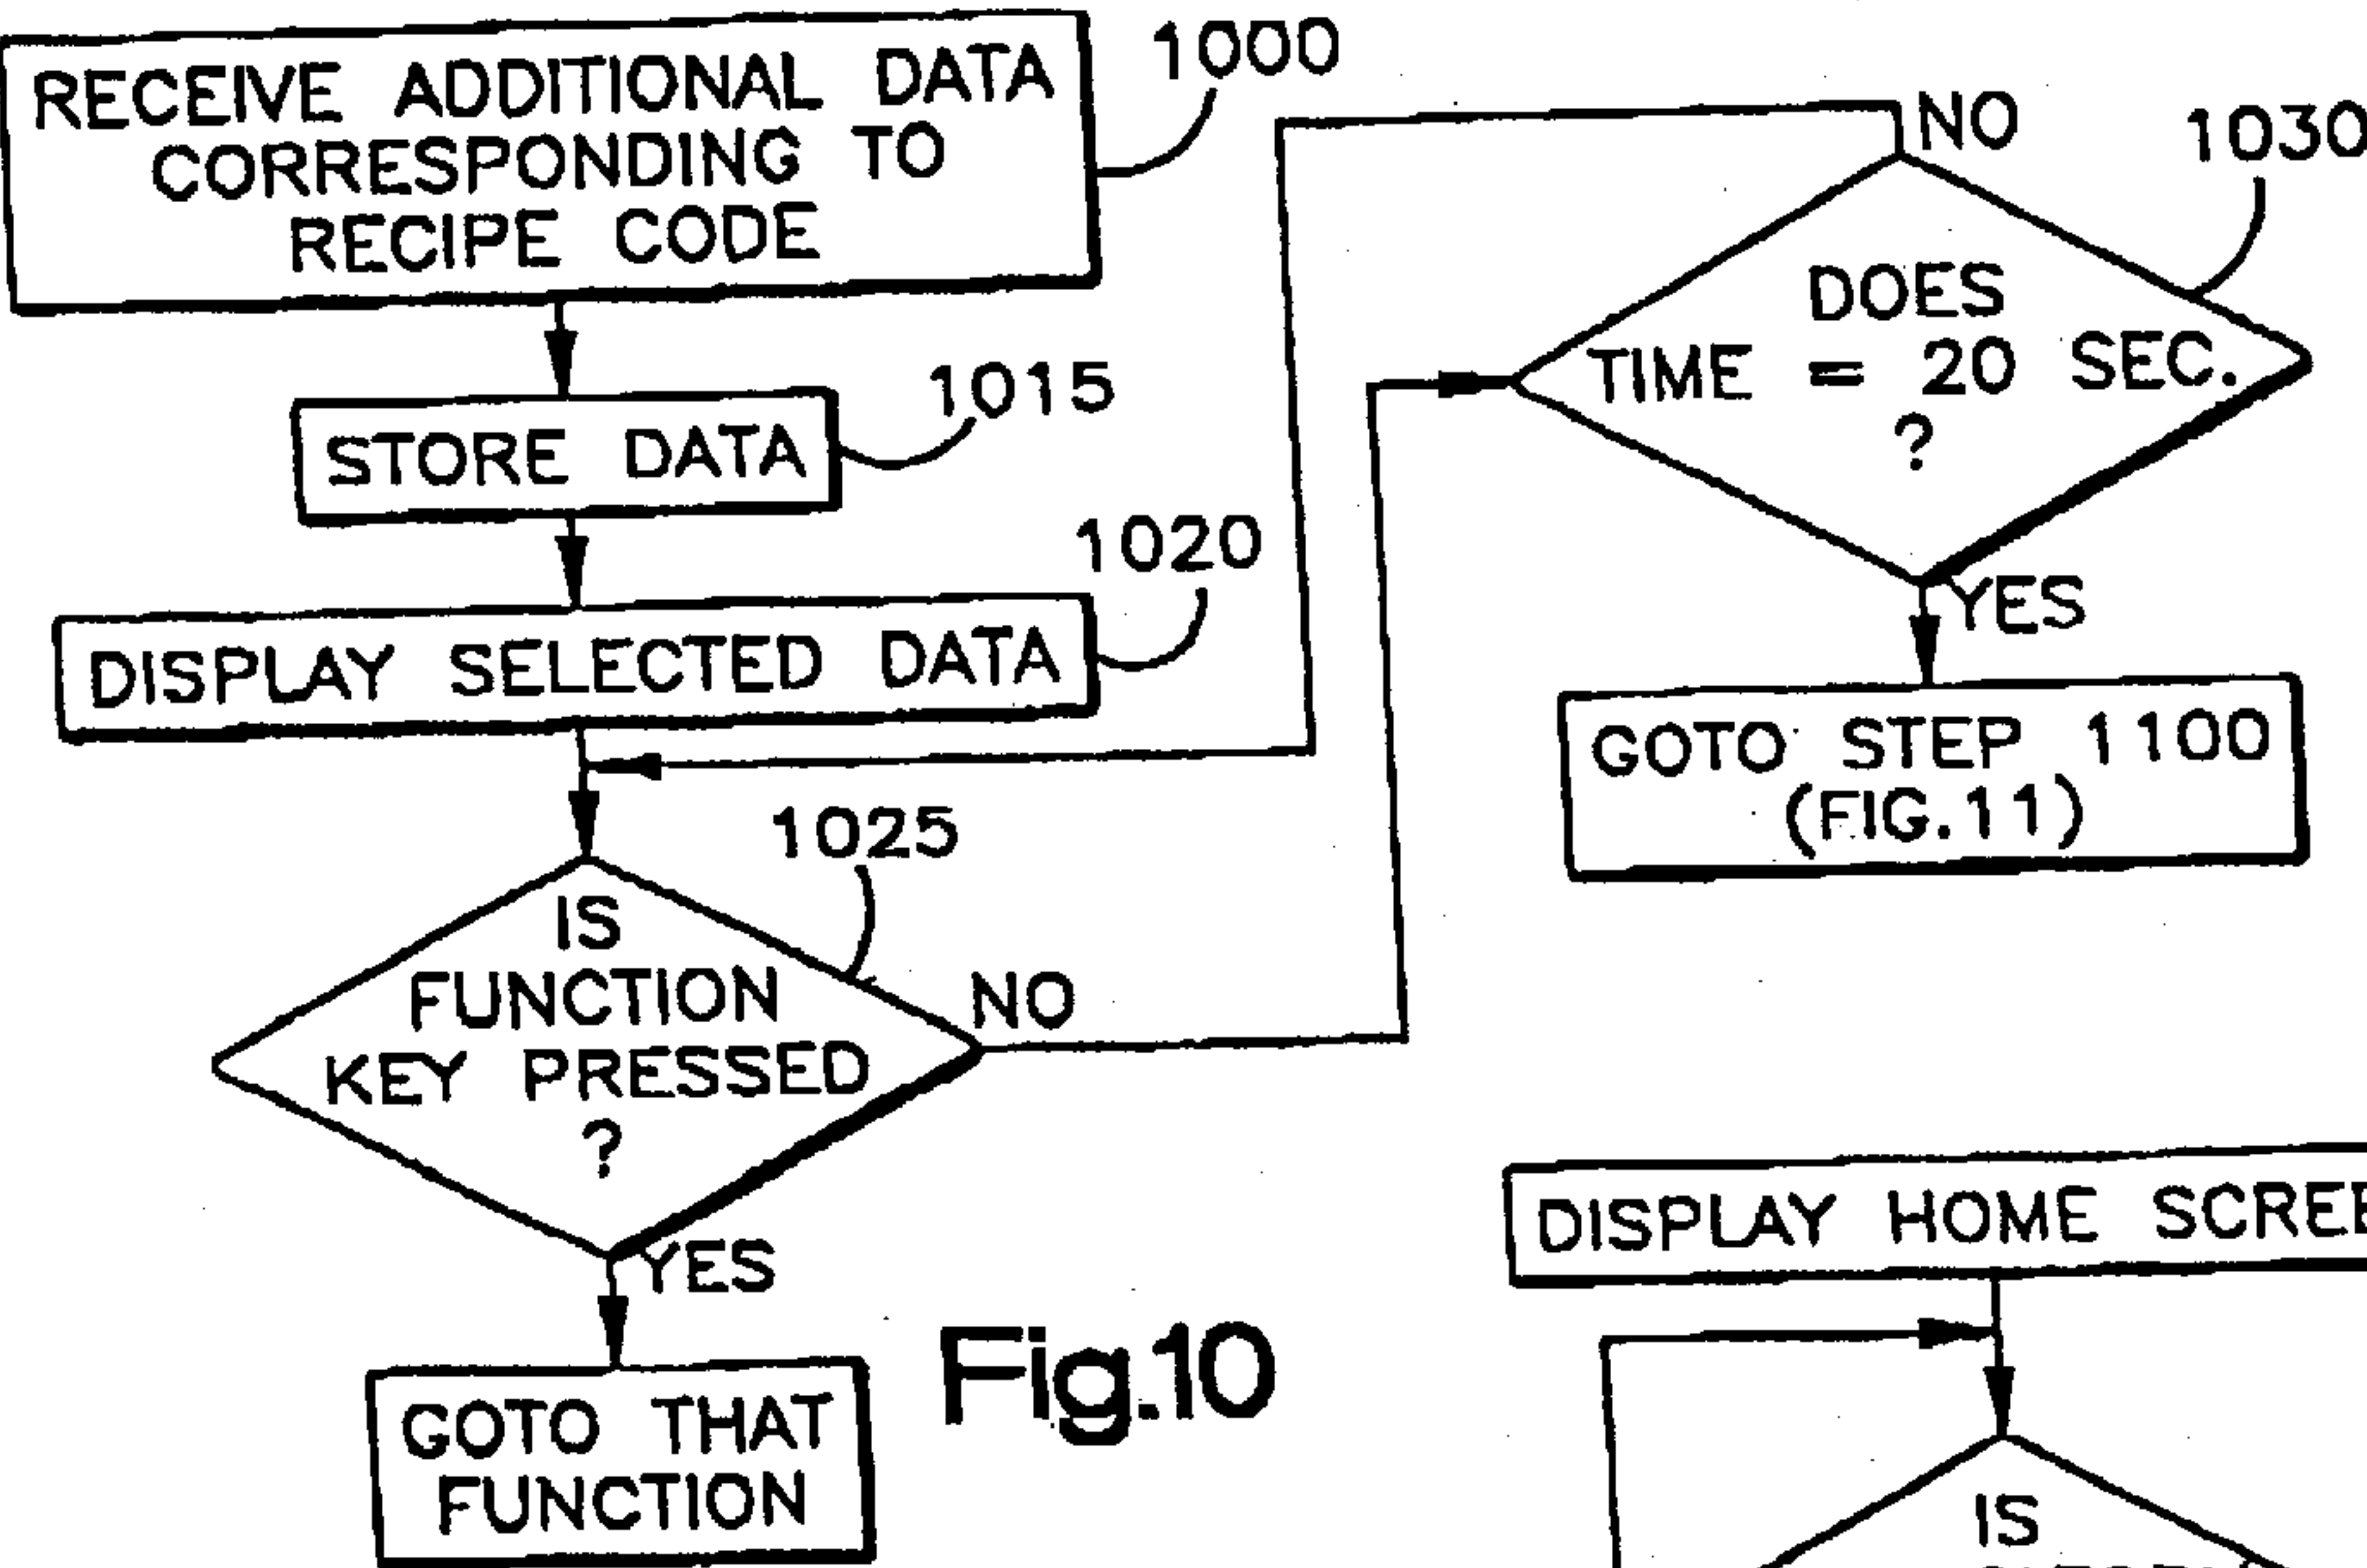 RECEIVE ADDITIONAL DATA
CORRESPONDING TO
RECIPE CODE
1000
STORE DATA
1015
DISPLAY SELECTED DATA
1020
IS
FUNCTION
KEY PRESSED
?
1025
NO
YES
GOTO THAT
FUNCTION
Fig.10
NO
1030
DOES
TIME = 20 SEC.
?
YES
GOTO STEP 1100
(FIG.11)
DISPLAY HOME
IS